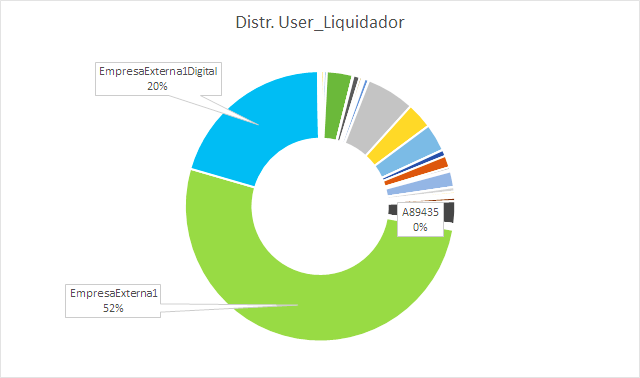 Distr. User_Liquidador
EmpresaExterna1Digital
20%
A89435
0%
EmpresaExterna1
52%